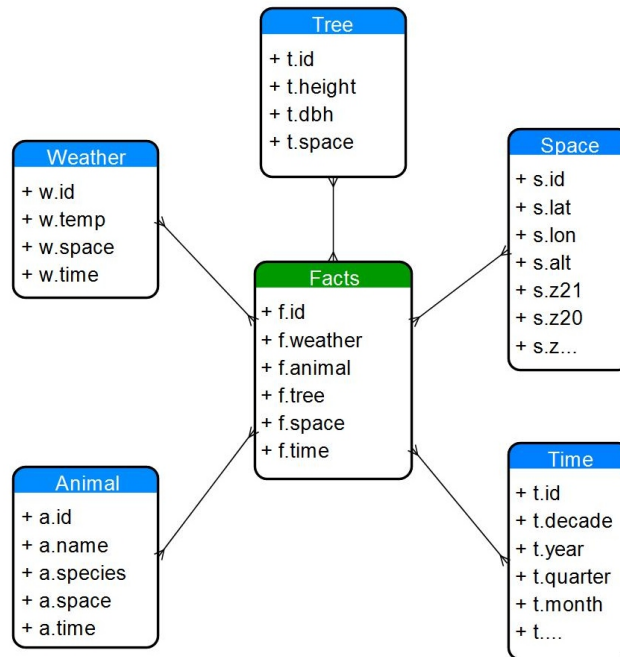 Tree
+ t.id
+ t.height
+ t.dbh
+ t.space
Weather
+ w.id
+ w.temp
+ w.space
+ w.time
Space
+ s.id
+ s.lat
+ s.lon
+ s.alt
+ s.z21
+ s.z20
+ s.z...
Facts
+ f.id
+ f.weather
+ f.animal
+ f.tree
+ f.space
+ f.time
Animal
+ a.id
+ a.name
+ a.species
+ a.space
+ a.time
Time
+ t.id
+ t.decade
+ t.year
+ t.quarter
+ t.month
+ t....